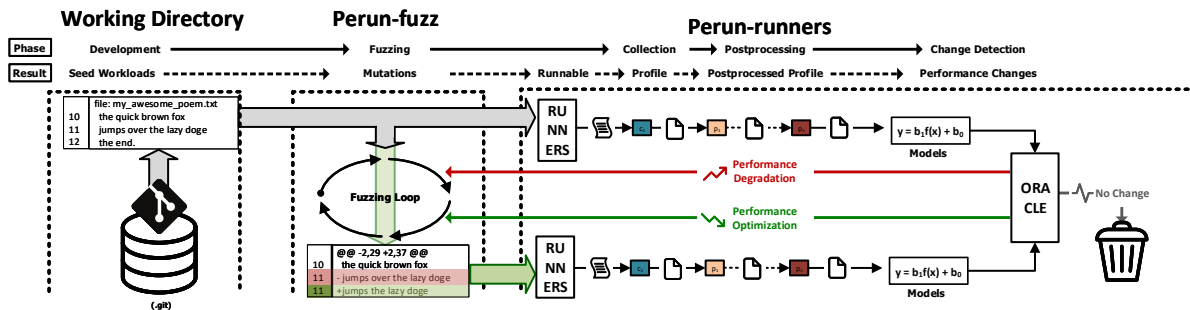 Working Directory
Perun-fuzz
Perun-runners
Phase
Development
Fuzzing
Collection
Postprocessing
Change Detection
Result
Seed Workloads
Mutations
Runnable
Profile
Postprocessed Profile
Performance Changes
file: my_awesome_poem.txt
10 the quick brown fox
11 jumps over the lazy doge
12 the end.
RU
NN
ERS
c₁
p₁
y = b₁f(x) + b₀
Models
Performance
Degradation
Fuzzing Loop
ORA
CLE
No Change
Performance
Optimization
@@ -2,29 +2,37 @@
10 the quick brown fox
11 - jumps over the lazy doge
11 +jumps the lazy doge
RU
NN
ERS
c₁
p₁
y = b₁f(x) + b₀
Models
(.git)